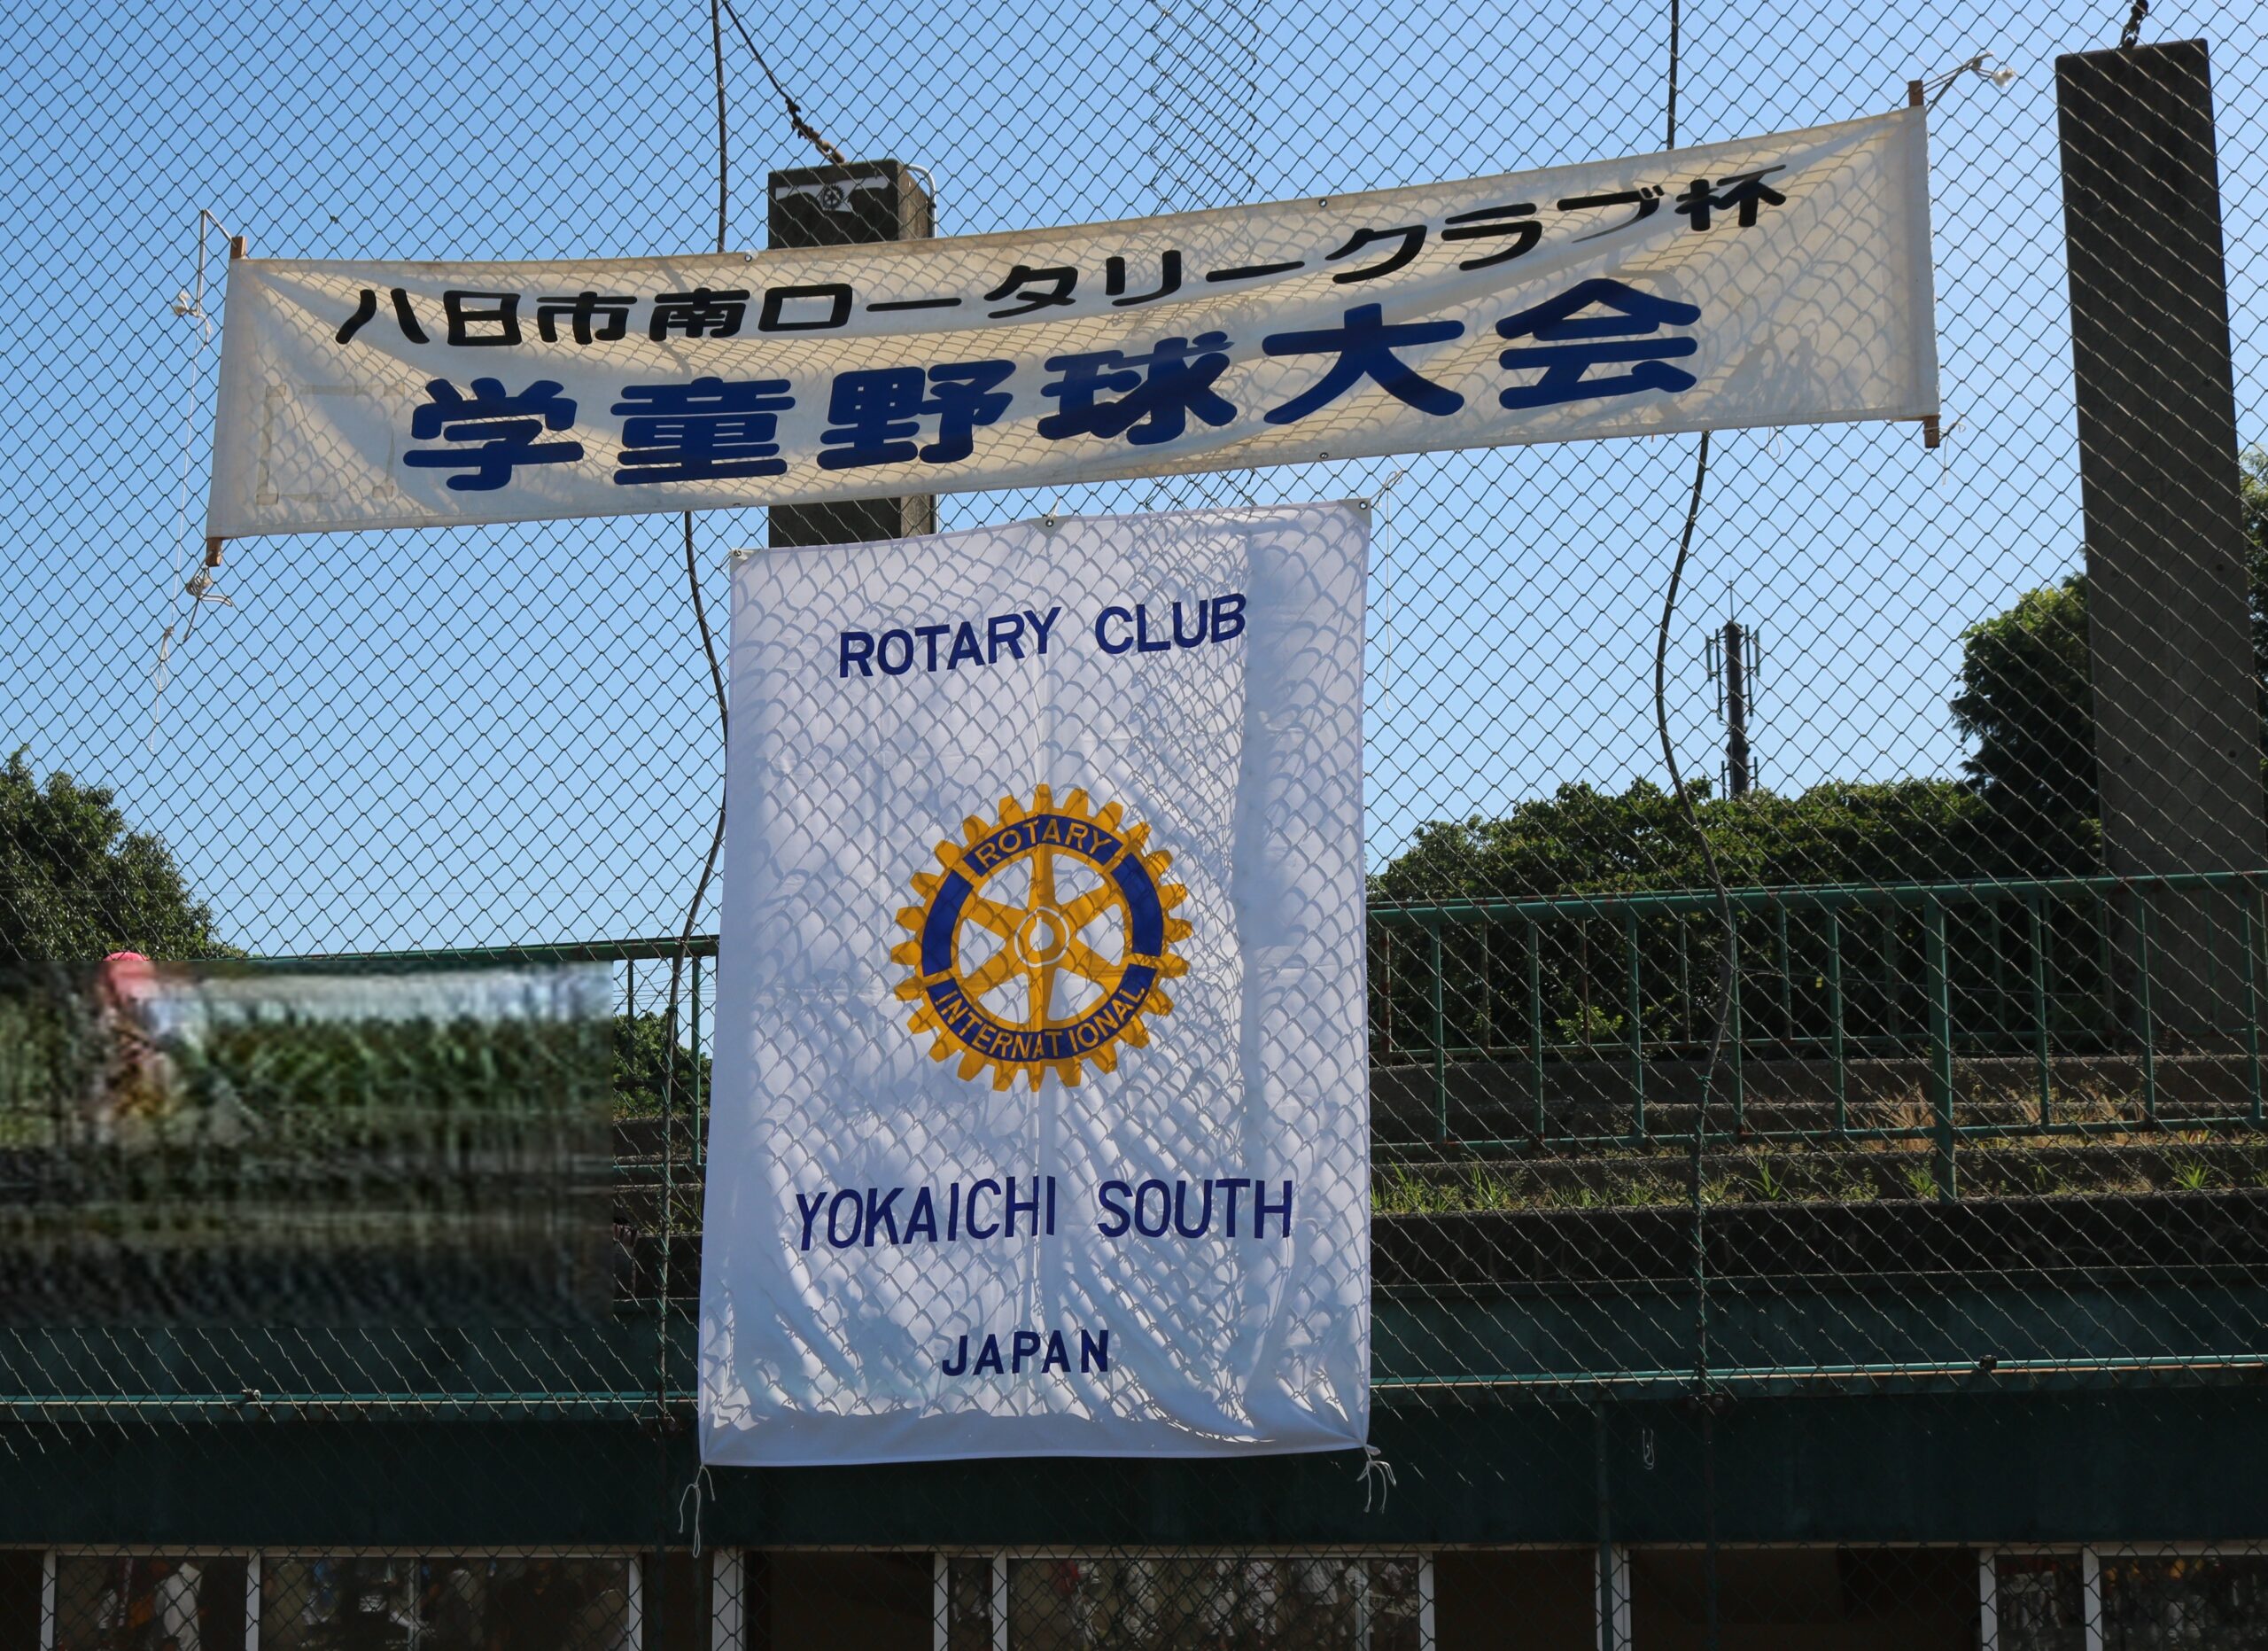 八日市南ロータリークラブ杯
学童野球大会
ROTARY CLUB
ROTARY
INTERNATIONAL
YOKAICHI SOUTH
JAPAN